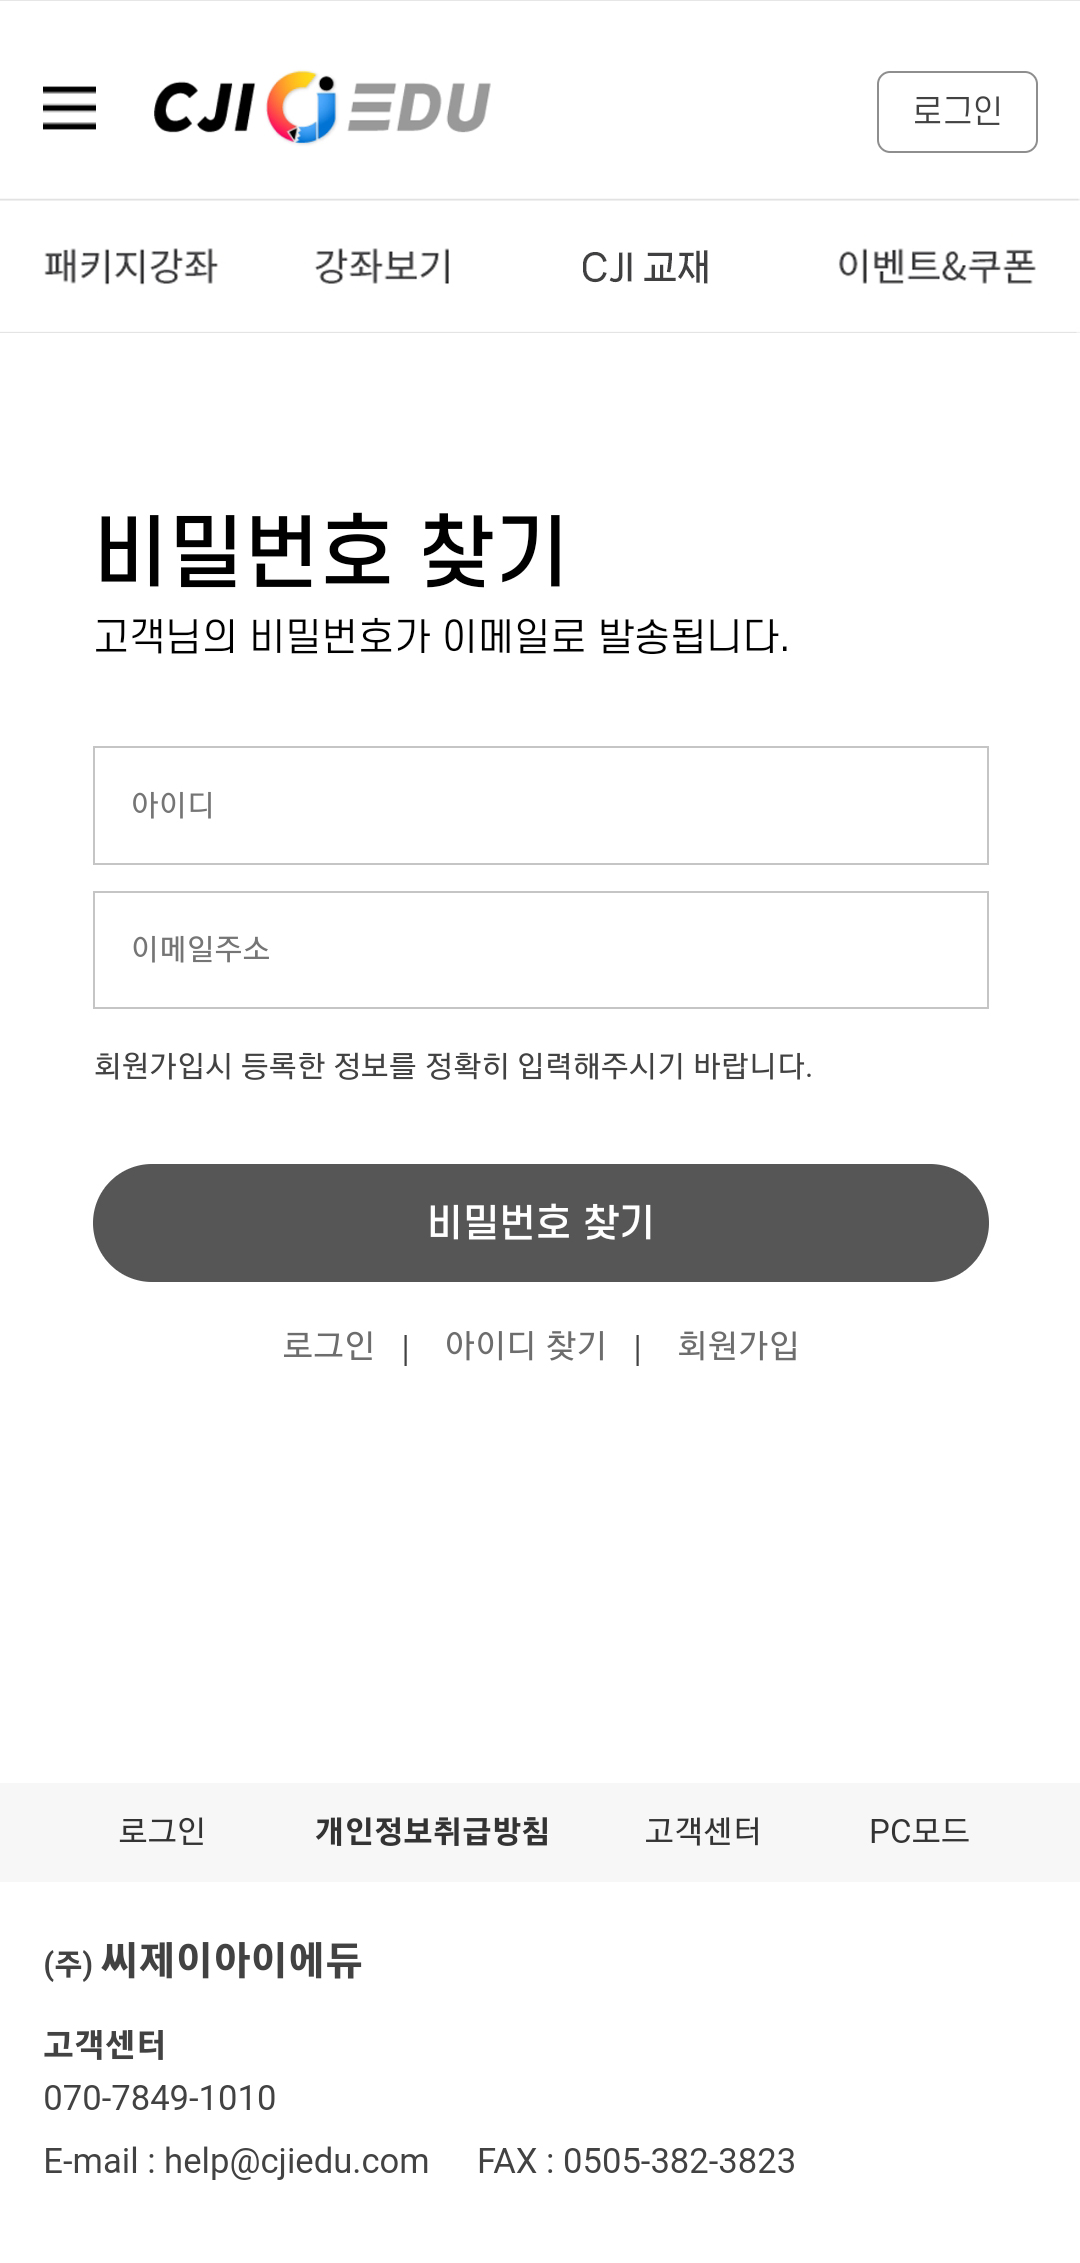 CJI EDU
로그인
패키지강좌 강좌보기 CJI 교재 이벤트&쿠폰
비밀번호 찾기
고객님의 비밀번호가 이메일로 발송됩니다.
아이디
이메일주소
회원가입시 등록한 정보를 정확히 입력해주시기 바랍니다.
비밀번호 찾기
로그인 | 아이디 찾기 | 회원가입
로그인 개인정보취급방침 고객센터 PC모드
(주) 씨제이아이에듀
고객센터
070-7849-1010
E-mail : help@cjiedu.com FAX : 0505-382-3823